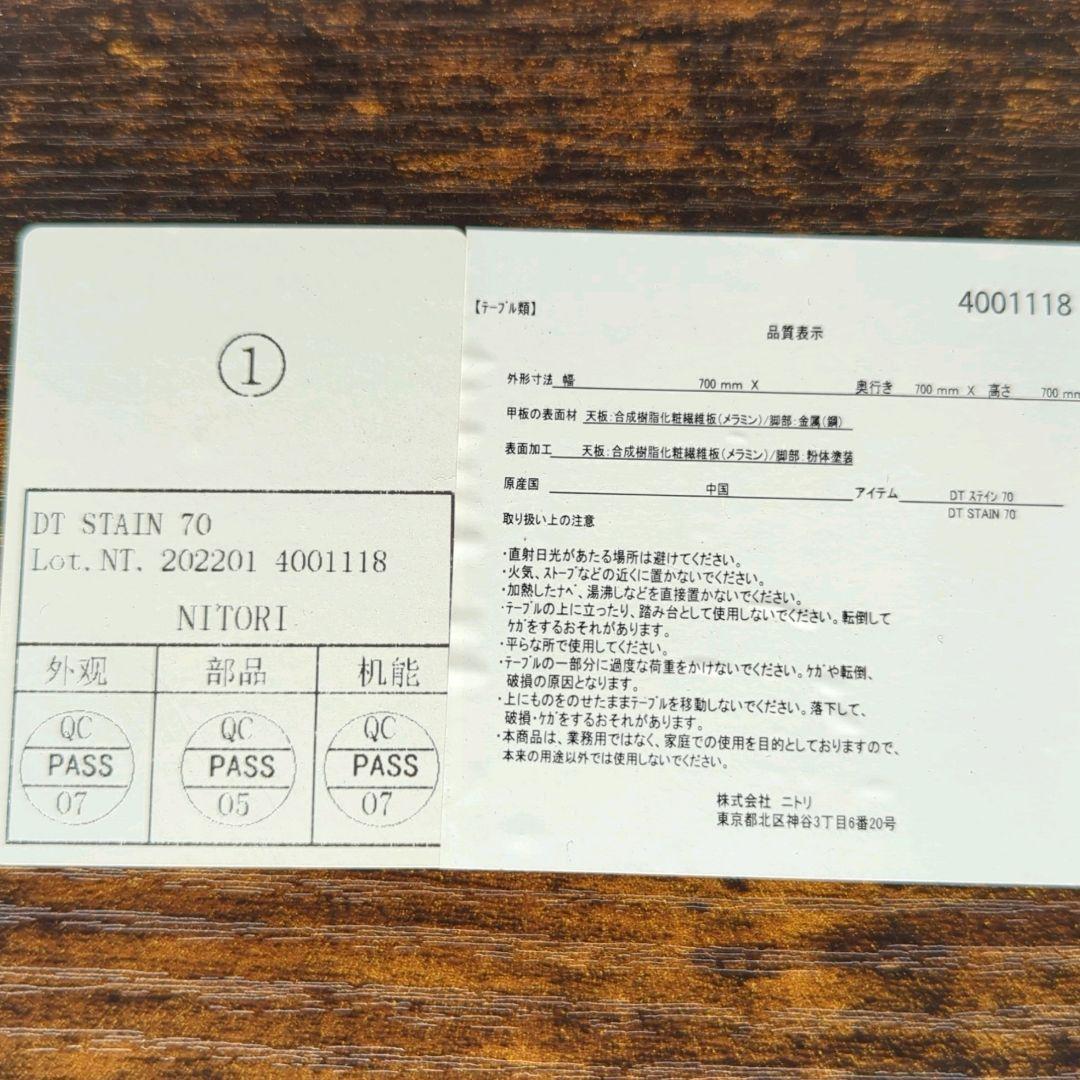 ①
DT STAIN 70
Lot. NT. 202201 4001118
NITORI
外观 部品 机能
QC QC QC
PASS PASS PASS
07 05 07
4001118
【ﾃｰﾌﾞﾙ類】
品質表示
外形寸法 幅 700 mm X 奥行き 700 mm X 高さ 700 mm
甲板の表面材 天板:合成樹脂化粧繊維板(メラミン)/脚部:金属(鋼)
表面加工 天板:合成樹脂化粧繊維板(メラミン)/脚部:粉体塗装
原産国 中国 アイテム DT ｽﾃｲﾝ 70
DT STAIN 70
取り扱い上の注意
・直射日光があたる場所は避けてください。
・火気、ｽﾄｰﾌﾞなどの近くに置かないでください。
・加熱したﾅﾍﾞ、湯沸しなどを直接置かないでください。
・ﾃｰﾌﾞﾙの上に立ったり、踏み台として使用しないでください。転倒して
ｹｶﾞをするおそれがあります。
・平らな所で使用してください。
・ﾃｰﾌﾞﾙの一部分に過度な荷重をかけないでください。ｹｶﾞや転倒、
破損の原因となります。
・上にものをのせたままﾃｰﾌﾞﾙを移動しないでください。落下して、
破損・ｹｶﾞをするおそれがあります。
・本商品は、業務用ではなく、家庭での使用を目的としておりますので、
本来の用途以外では使用しないでください。
株式会社 ニトリ
東京都北区神谷3丁目6番20号